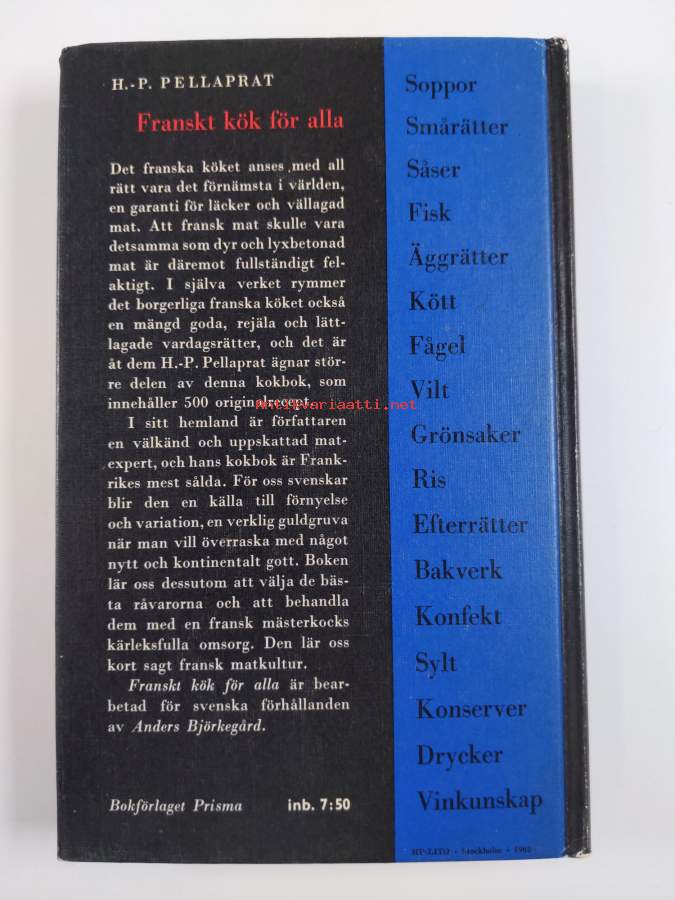 H.-P. PELLAPRAT
Franskt kök för alla
Det franska köket anses med all
rätt vara det förnämsta i världen,
en garanti för läcker och vällagad
mat. Att fransk mat skulle vara
detsamma som dyr och lyxbetonad
mat är däremot fullständigt fel-
aktigt. I själva verket rymmer
det borgerliga franska köket också
en mängd goda, rejäla och lätt-
lagade vardagsrätter, och det är
åt dem H.-P. Pellaprat ägnar stör-
re delen av denna kokbok, som
innehåller 500 originalrecept.
Antikvariaatti.net
I sitt hemland är författaren
en välkänd och uppskattad mat-
expert, och hans kokbok är Frank-
rikes mest sålda. För oss svenskar
blir den en källa till förnyelse
och variation, en verklig guldgruva
när man vill överraska med något
nytt och kontinentalt gott. Boken
lär oss dessutom att välja de bäs-
ta råvarorna och att behandla
dem med en fransk mästerkocks
kärleksfulla omsorg. Den lär oss
kort sagt fransk matkultur.
Franskt kök för alla är bear-
betad för svenska förhållanden
av Anders Björkegård.
Bokförlaget Prisma inb. 7:50
Soppor
Smårätter
Såser
Fisk
Äggrätter
Kött
Fågel
Vilt
Grönsaker
Ris
Efterrätter
Bakverk
Konfekt
Sylt
Konserver
Drycker
Vinkunskap
Stockholm